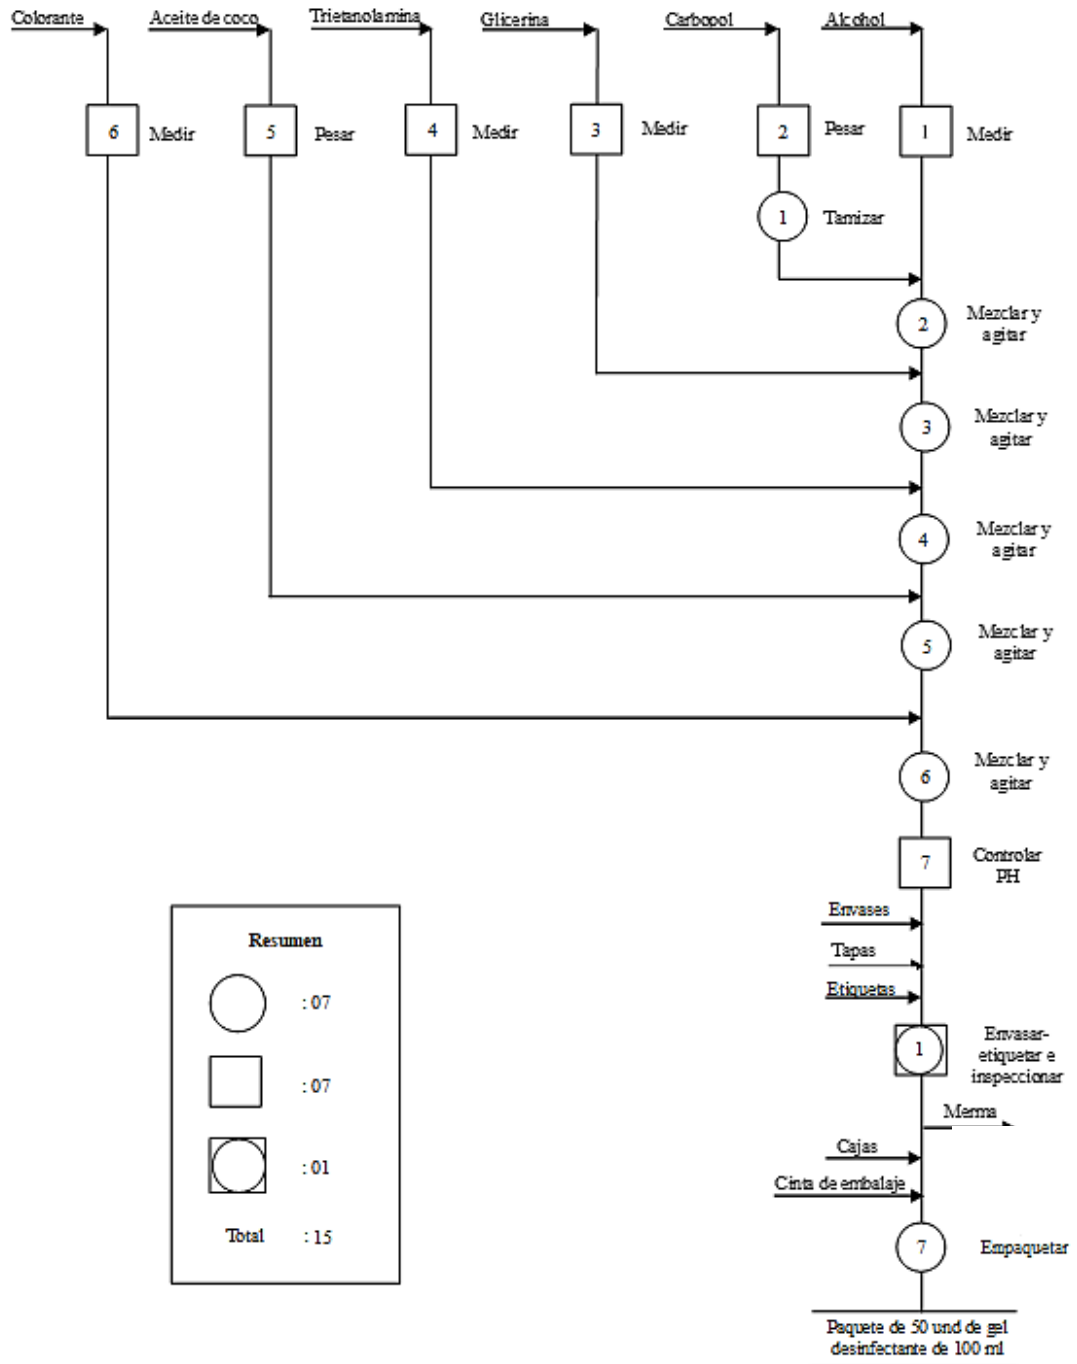 Colorante
Aceite de coco
Trietanolamina
Glicerina
Carbopol
Alcohol
6 Medir
5 Pesar
4 Medir
3 Medir
2 Pesar
1 Medir
1 Tamizar
2 Mezclar y
agitar
3 Mezclar y
agitar
4 Mezclar y
agitar
5 Mezclar y
agitar
6 Mezclar y
agitar
7 Controlar
PH
Envases
Tapas
Etiquetas
1 Envasar-
etiquetar e
inspeccionar
Merma
Cajas
Cinta de embalaje
7 Empaquetar
Paquete de 50 und de gel
desinfectante de 100 ml
Resumen
: 07
: 07
: 01
Total : 15